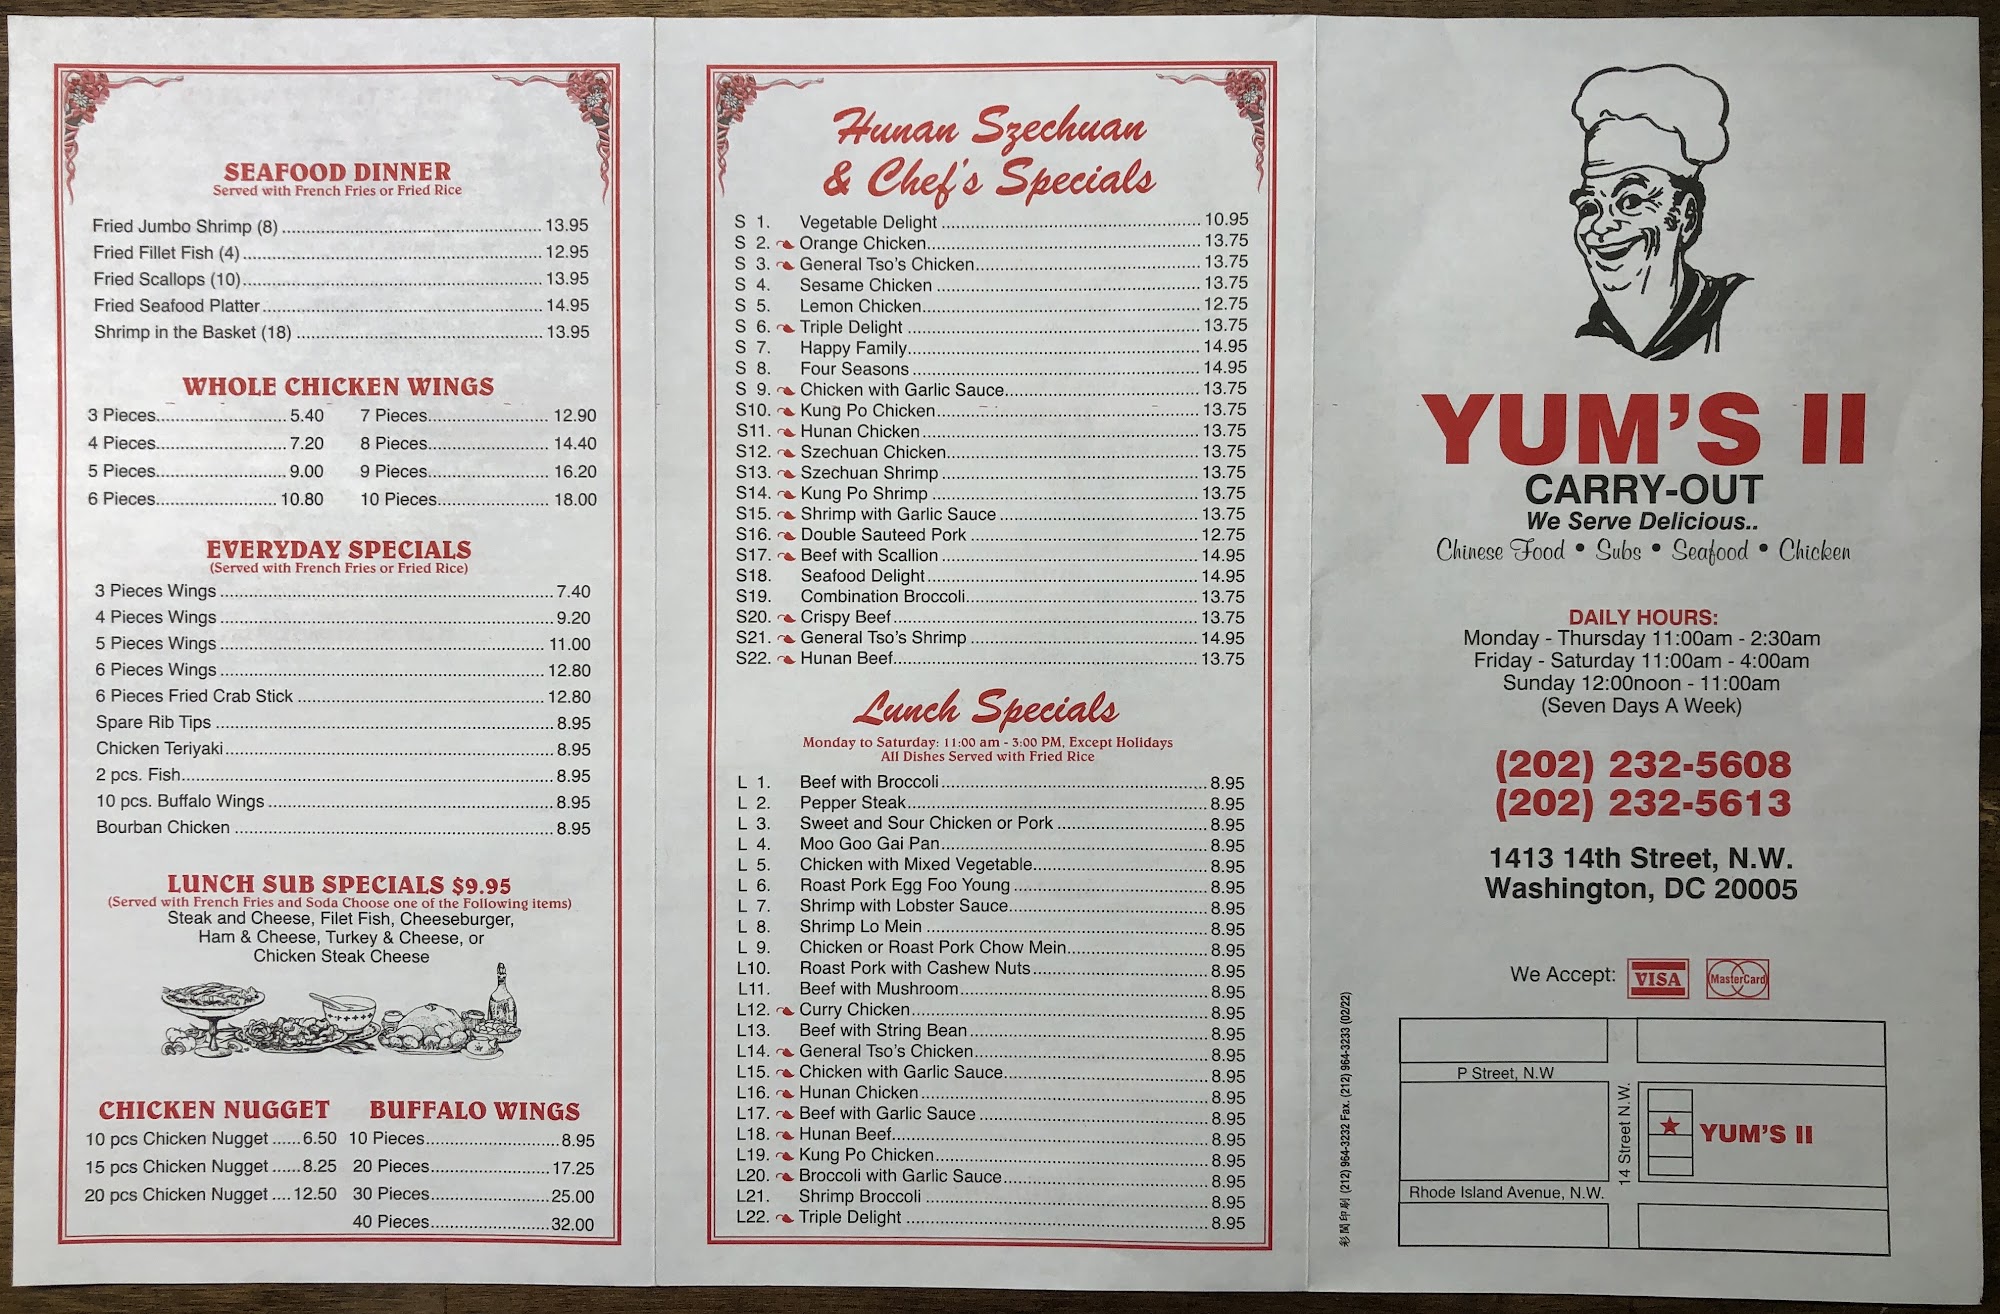 SEAFOOD DINNER
Served with French Fries or Fried Rice
Fried Jumbo Shrimp (8) 13.95
Fried Fillet Fish (4) 12.95
Fried Scallops (10) 13.95
Fried Seafood Platter 14.95
Shrimp in the Basket (18) 13.95
WHOLE CHICKEN WINGS
3 Pieces 5.40 7 Pieces 12.90
4 Pieces 7.20 8 Pieces 14.40
5 Pieces 9.00 9 Pieces 16.20
6 Pieces 10.80 10 Pieces 18.00
EVERYDAY SPECIALS
(Served with French Fries or Fried Rice)
3 Pieces Wings 7.40
4 Pieces Wings 9.20
5 Pieces Wings 11.00
6 Pieces Wings 12.80
6 Pieces Fried Crab Stick 12.80
Spare Rib Tips 8.95
Chicken Teriyaki 8.95
2 pcs. Fish 8.95
10 pcs. Buffalo Wings 8.95
Bourban Chicken 8.95
LUNCH SUB SPECIALS $9.95
(Served with French Fries and Soda Choose one of the Following items)
Steak and Cheese, Filet Fish, Cheeseburger,
Ham & Cheese, Turkey & Cheese, or
Chicken Steak Cheese
CHICKEN NUGGET
10 pcs Chicken Nugget 6.50
15 pcs Chicken Nugget 8.25
20 pcs Chicken Nugget 12.50
BUFFALO WINGS
10 Pieces 8.95
20 Pieces 17.25
30 Pieces 25.00
40 Pieces 32.00
Hunan Szechuan
& Chef's Specials
S 1. Vegetable Delight 10.95
S 2. Orange Chicken 13.75
S 3. General Tso's Chicken 13.75
S 4. Sesame Chicken 13.75
S 5. Lemon Chicken 12.75
S 6. Triple Delight 13.75
S 7. Happy Family 14.95
S 8. Four Seasons 14.95
S 9. Chicken with Garlic Sauce 13.75
S10. Kung Po Chicken 13.75
S11. Hunan Chicken 13.75
S12. Szechuan Chicken 13.75
S13. Szechuan Shrimp 13.75
S14. Kung Po Shrimp 13.75
S15. Shrimp with Garlic Sauce 13.75
S16. Double Sauteed Pork 12.75
S17. Beef with Scallion 14.95
S18. Seafood Delight 14.95
S19. Combination Broccoli 13.75
S20. Crispy Beef 13.75
S21. General Tso's Shrimp 14.95
S22. Hunan Beef 13.75
Lunch Specials
Monday to Saturday: 11:00 am - 3:00 PM, Except Holidays
All Dishes Served with Fried Rice
L 1. Beef with Broccoli 8.95
L 2. Pepper Steak 8.95
L 3. Sweet and Sour Chicken or Pork 8.95
L 4. Moo Goo Gai Pan 8.95
L 5. Chicken with Mixed Vegetable 8.95
L 6. Roast Pork Egg Foo Young 8.95
L 7. Shrimp with Lobster Sauce 8.95
L 8. Shrimp Lo Mein 8.95
L 9. Chicken or Roast Pork Chow Mein 8.95
L10. Roast Pork with Cashew Nuts 8.95
L11. Beef with Mushroom 8.95
L12. Curry Chicken 8.95
L13. Beef with String Bean 8.95
L14. General Tso's Chicken 8.95
L15. Chicken with Garlic Sauce 8.95
L16. Hunan Chicken 8.95
L17. Beef with Garlic Sauce 8.95
L18. Hunan Beef 8.95
L19. Kung Po Chicken 8.95
L20. Broccoli with Garlic Sauce 8.95
L21. Shrimp Broccoli 8.95
L22. Triple Delight 8.95
YUM'S II
CARRY-OUT
We Serve Delicious..
Chinese Food • Subs • Seafood • Chicken
DAILY HOURS:
Monday - Thursday 11:00am - 2:30am
Friday - Saturday 11:00am - 4:00am
Sunday 12:00noon - 11:00am
(Seven Days A Week)
(202) 232-5608
(202) 232-5613
1413 14th Street, N.W.
Washington, DC 20005
We Accept: VISA MasterCard
P Street, N.W
14 Street N.W.
YUM'S II
Rhode Island Avenue, N.W.
印刷 (212) 964-3232 Fax. (212) 964-3233 (02/22)